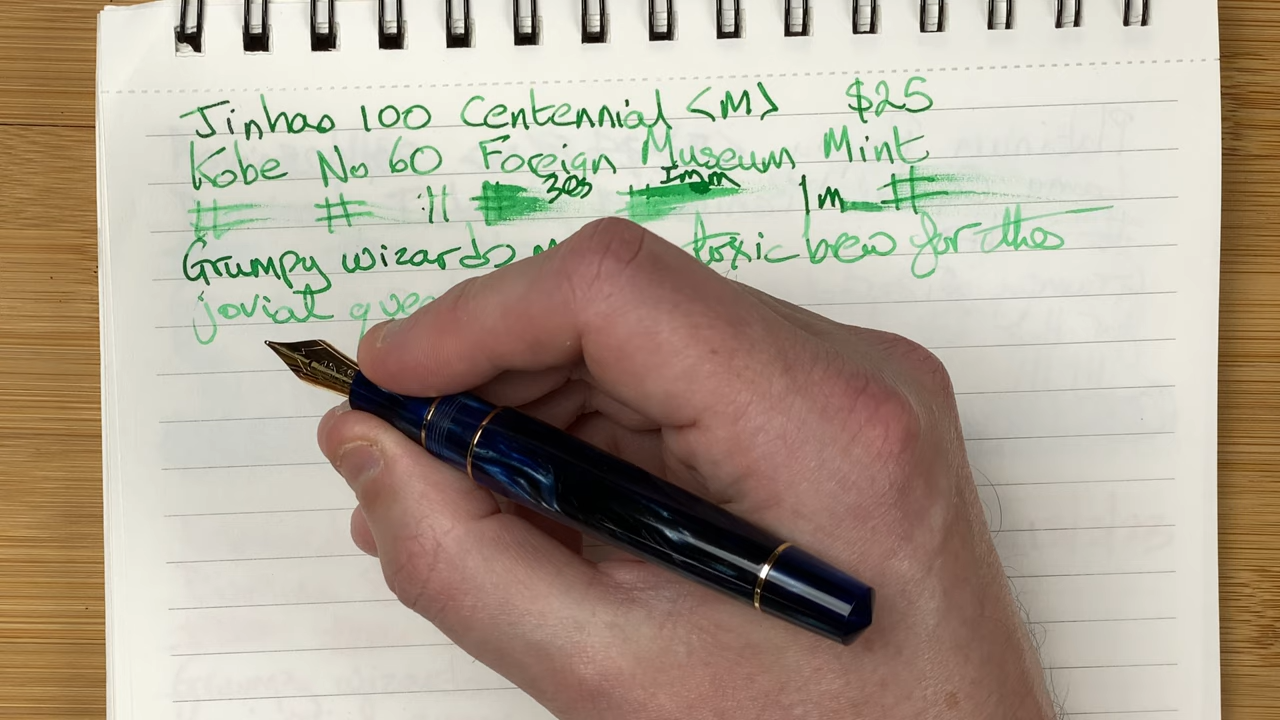 Jinhao 100 Centennial <M> $25
Kobe No 60 Foreign Museum Mint
# # :11 # 30s # 1mm 1m #
Grumpy wizards toxic brew for the
jovial